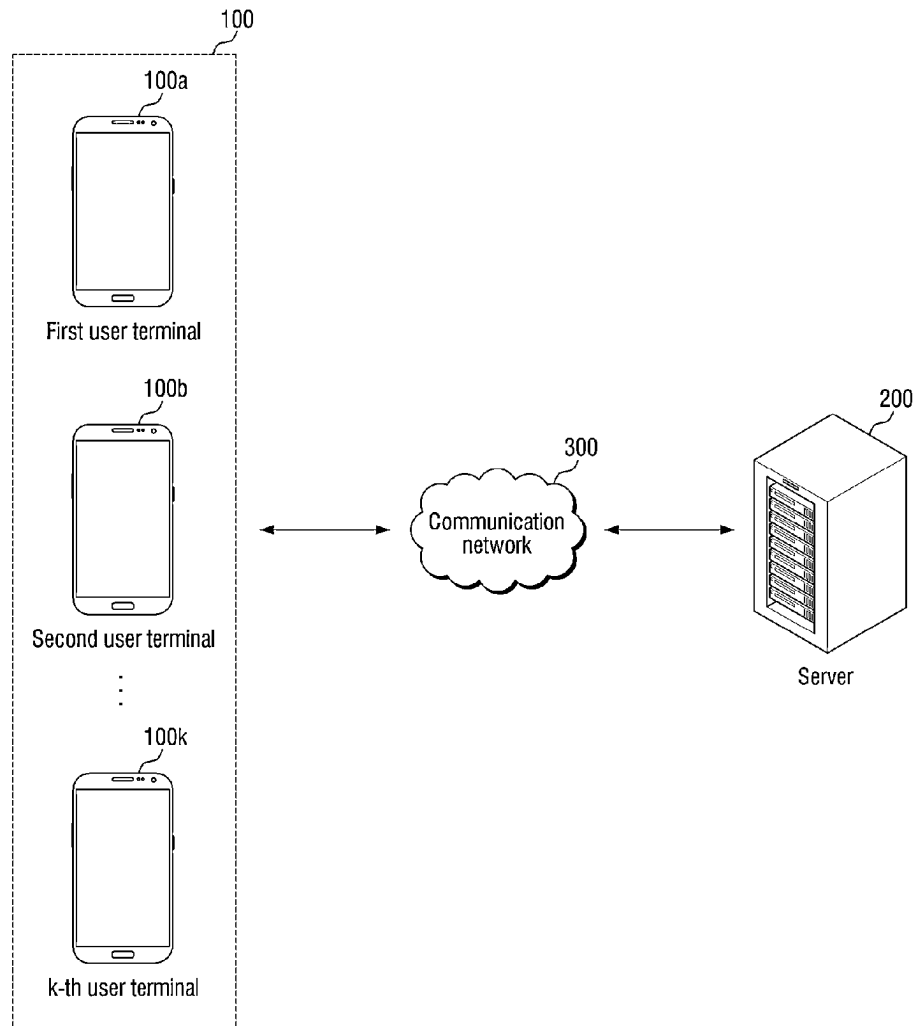 100
100a
First user terminal
100b
Second user terminal
100k
k-th user terminal
300
Communication
network
200
Server